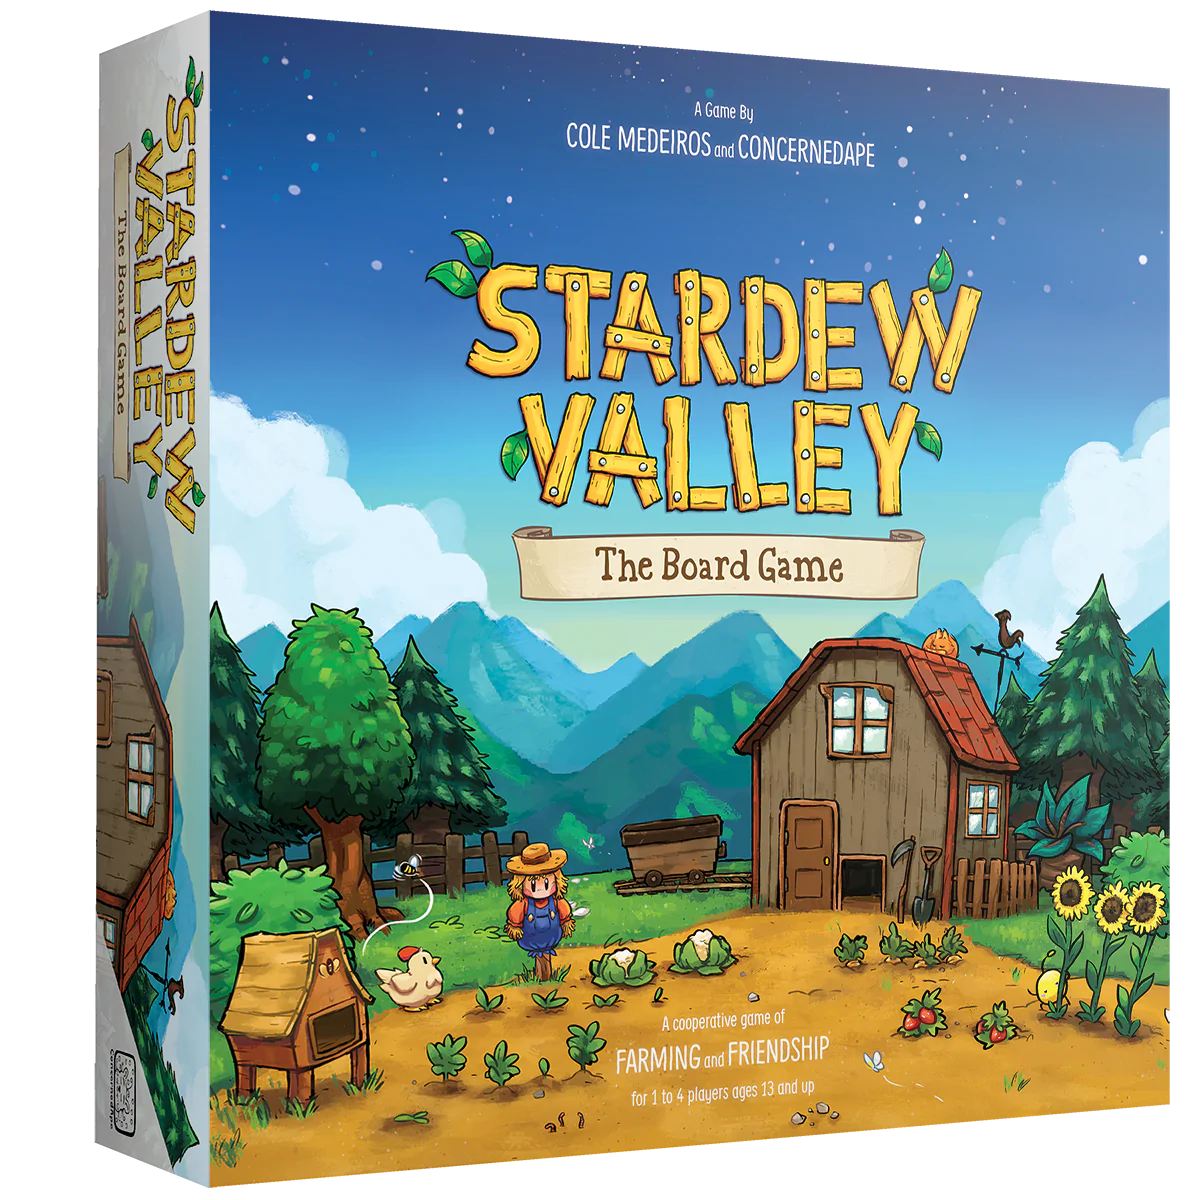 A Game By
COLE MEDEIROS and CONCERNEDAPE
STARDEW
VALLEY
The Board Game
A cooperative game of
FARMING and FRIENDSHIP
for 1 to 4 players ages 13 and up
STARDEW
VALLEY
The Board Game
ConcernedApe